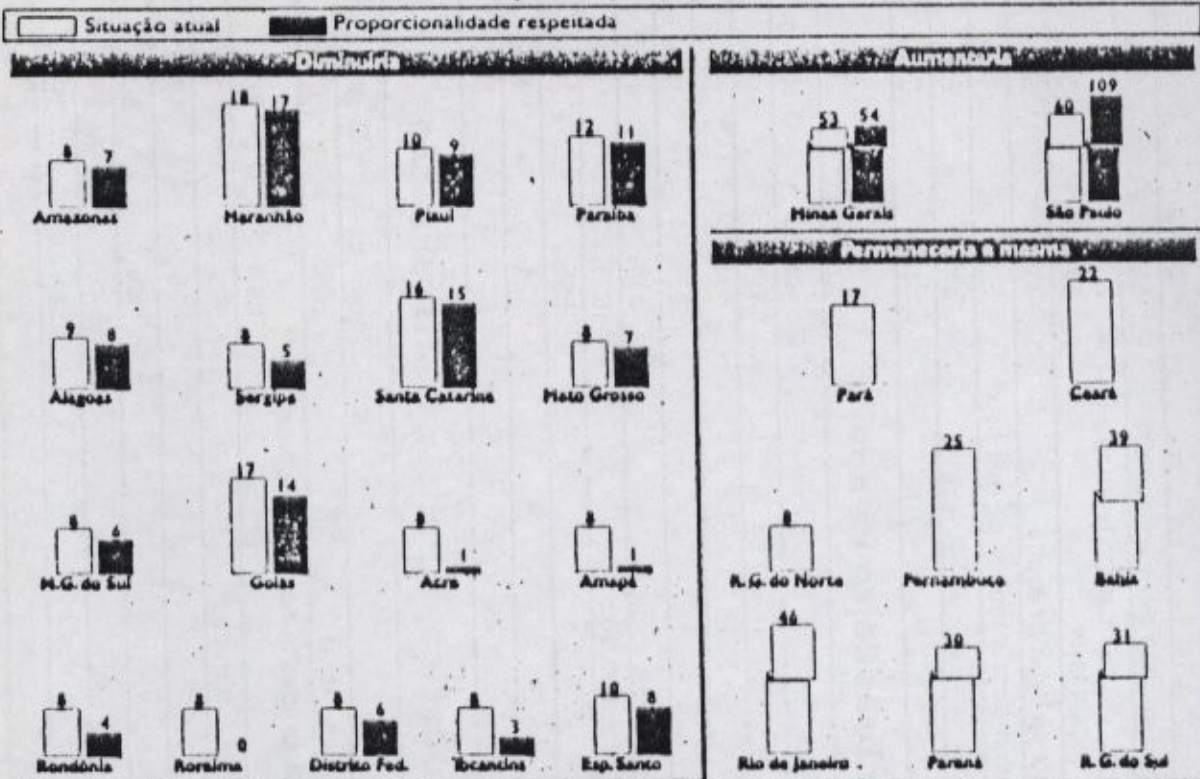 Situação atual Proporcionalidade respeitada
Diminuiria
18 17
8 7
10 9
12 11
Amazonas Maranhão Piauí Paraíba
9 8
8 5
16 15
8 7
Alagoas Sergipe Santa Catarina Mato Grosso
8 6
17 14
8 1
8 1
M.G. do Sul Goiás Acre Amapá
8 4
8 0
8 6
8 3
10 8
Rondônia Roraima Distrito Fed. Tocantins Esp. Santo
Aumentaria
53 54
60 109
Minas Gerais São Paulo
Permaneceria a mesma
17 22
Pará Ceará
8 25 39
R. G. do Norte Pernambuco Bahia
46 30 31
Rio de Janeiro Paraná R. G. do Sul